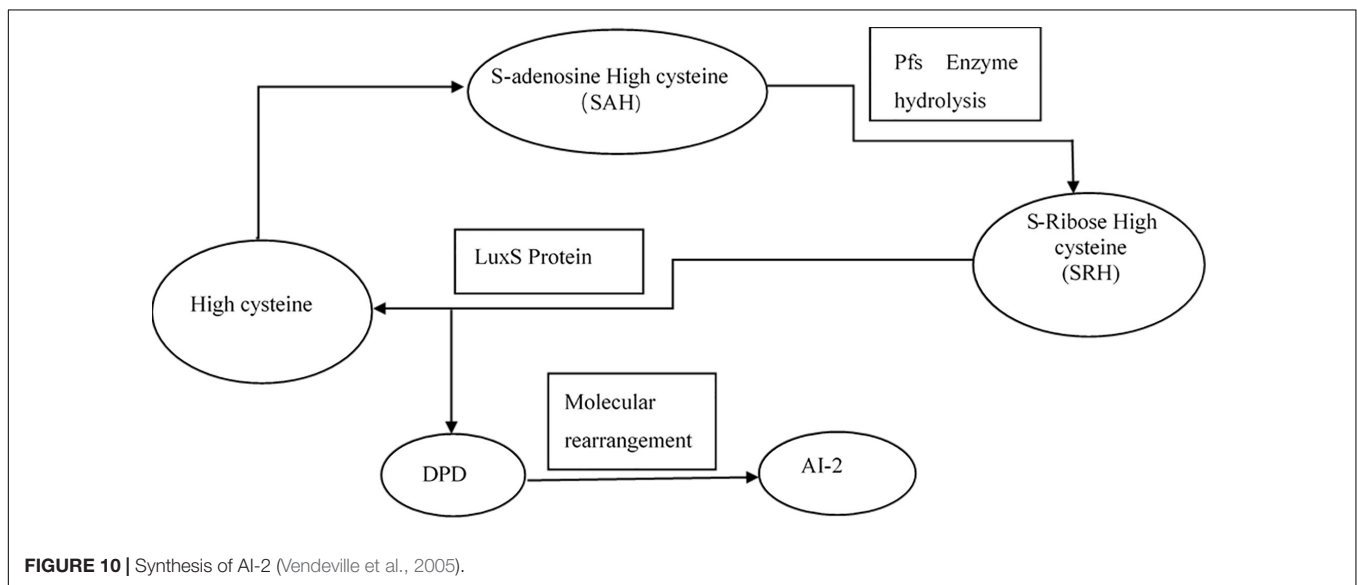 S-adenosine High cysteine
(SAH)
Pfs Enzyme
hydrolysis
S-Ribose High
cysteine
(SRH)
LuxS Protein
High cysteine
Molecular
rearrangement
DPD
AI-2
FIGURE 10 | Synthesis of AI-2 (Vendeville et al., 2005).